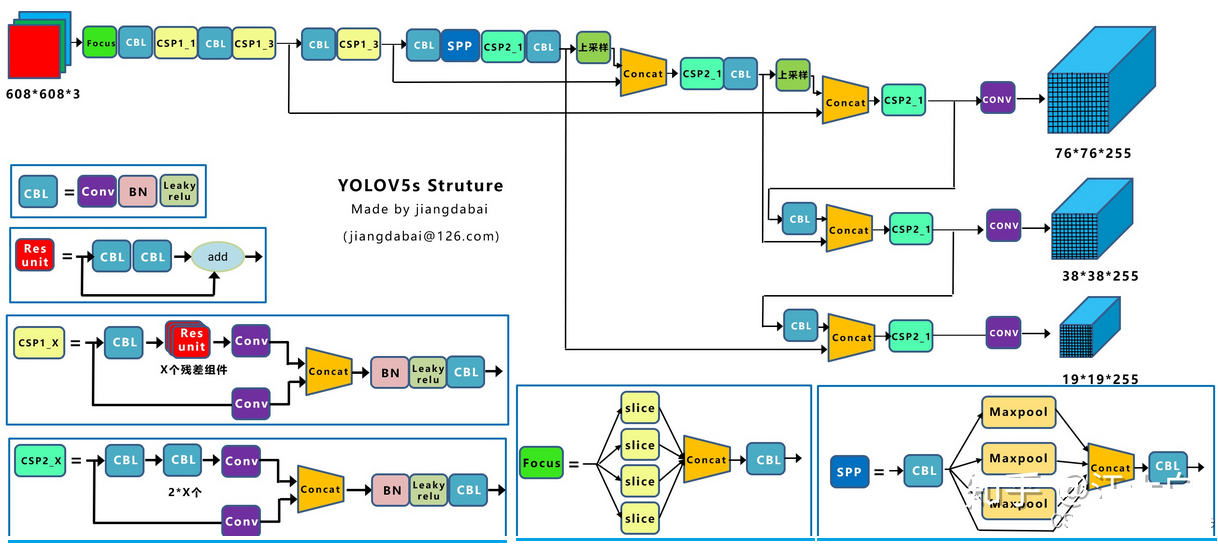 Focus CBL CSP1_1 CBL CSP1_3 CBL CSP1_3 CBL SPP CSP2_1 CBL 上采样
Concat CSP2_1 CBL 上采样
Concat CSP2_1 CONV
608*608*3
76*76*255
CBL = Conv BN Leaky relu
YOLOV5s Struture
Made by jiangdabai
(jiangdabai@126.com)
CBL Concat CSP2_1 CONV
38*38*255
Res unit = CBL CBL add
CBL Concat CSP2_1 CONV
19*19*255
CSP1_X = CBL Res unit Conv
X个残差组件
Concat BN Leaky relu CBL
Conv
CSP2_X = CBL CBL Conv
2*X个
Concat BN Leaky relu CBL
Conv
Focus = slice
slice
slice
slice
Concat CBL
SPP = CBL Maxpool
Maxpool
Maxpool
Concat CBL
知乎